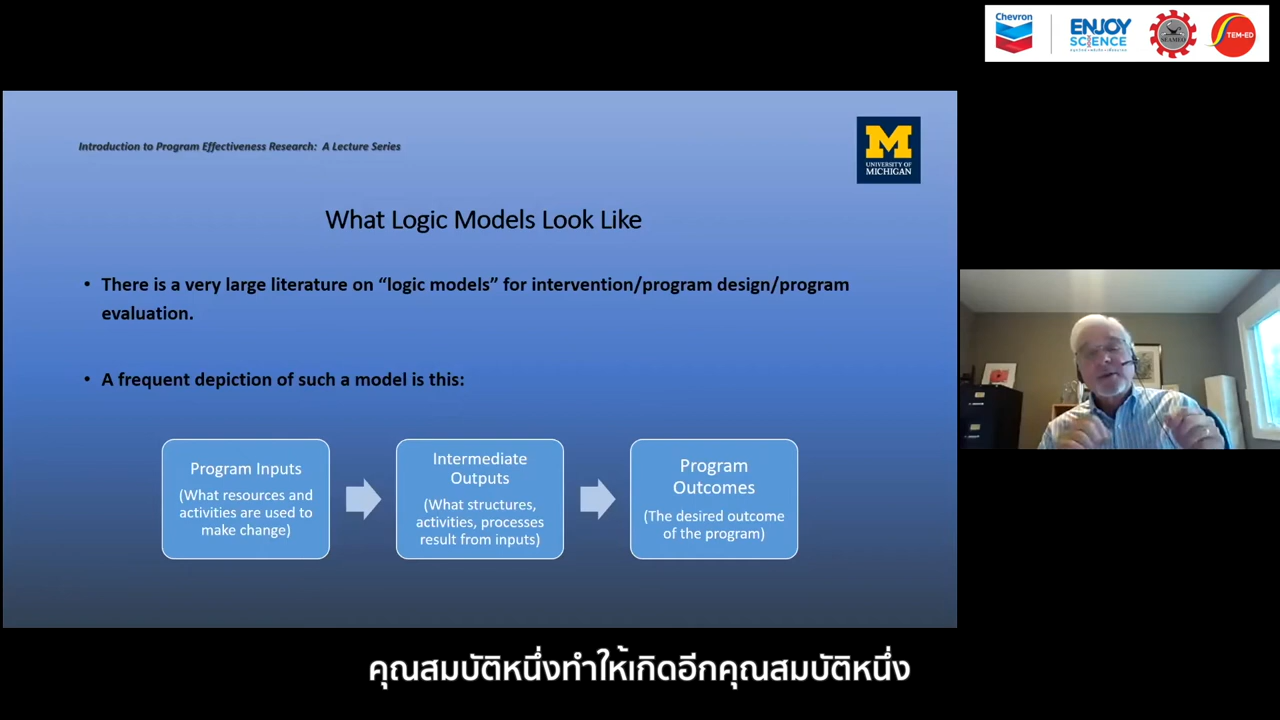 Chevron
ENJOY
SCIENCE
SEAMEO
STEM-ED
Introduction to Program Effectiveness Research: A Lecture Series
M
UNIVERSITY OF
MICHIGAN
What Logic Models Look Like
• There is a very large literature on “logic models” for intervention/program design/program
evaluation.
• A frequent depiction of such a model is this:
Program Inputs
(What resources and
activities are used to
make change)
Intermediate
Outputs
(What structures,
activities, processes
result from inputs)
Program
Outcomes
(The desired outcome
of the program)
คุณสมบัติหนึ่งทำให้เกิดอีกคุณสมบัติหนึ่ง